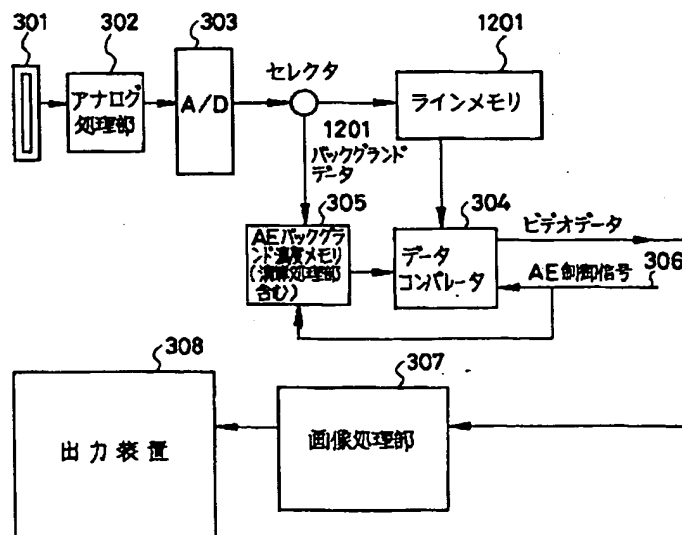 301
302
303
1201
アナログ
処理部
A/D
セレクタ
ラインメモリ
1201
バックグランド
データ
305
304
AEバックグラ
ンド濃度メモリ
(演算処理部
含む)
データ
コンパレータ
ビデオデータ
AE制御信号
306
308
307
出力装置
画像処理部